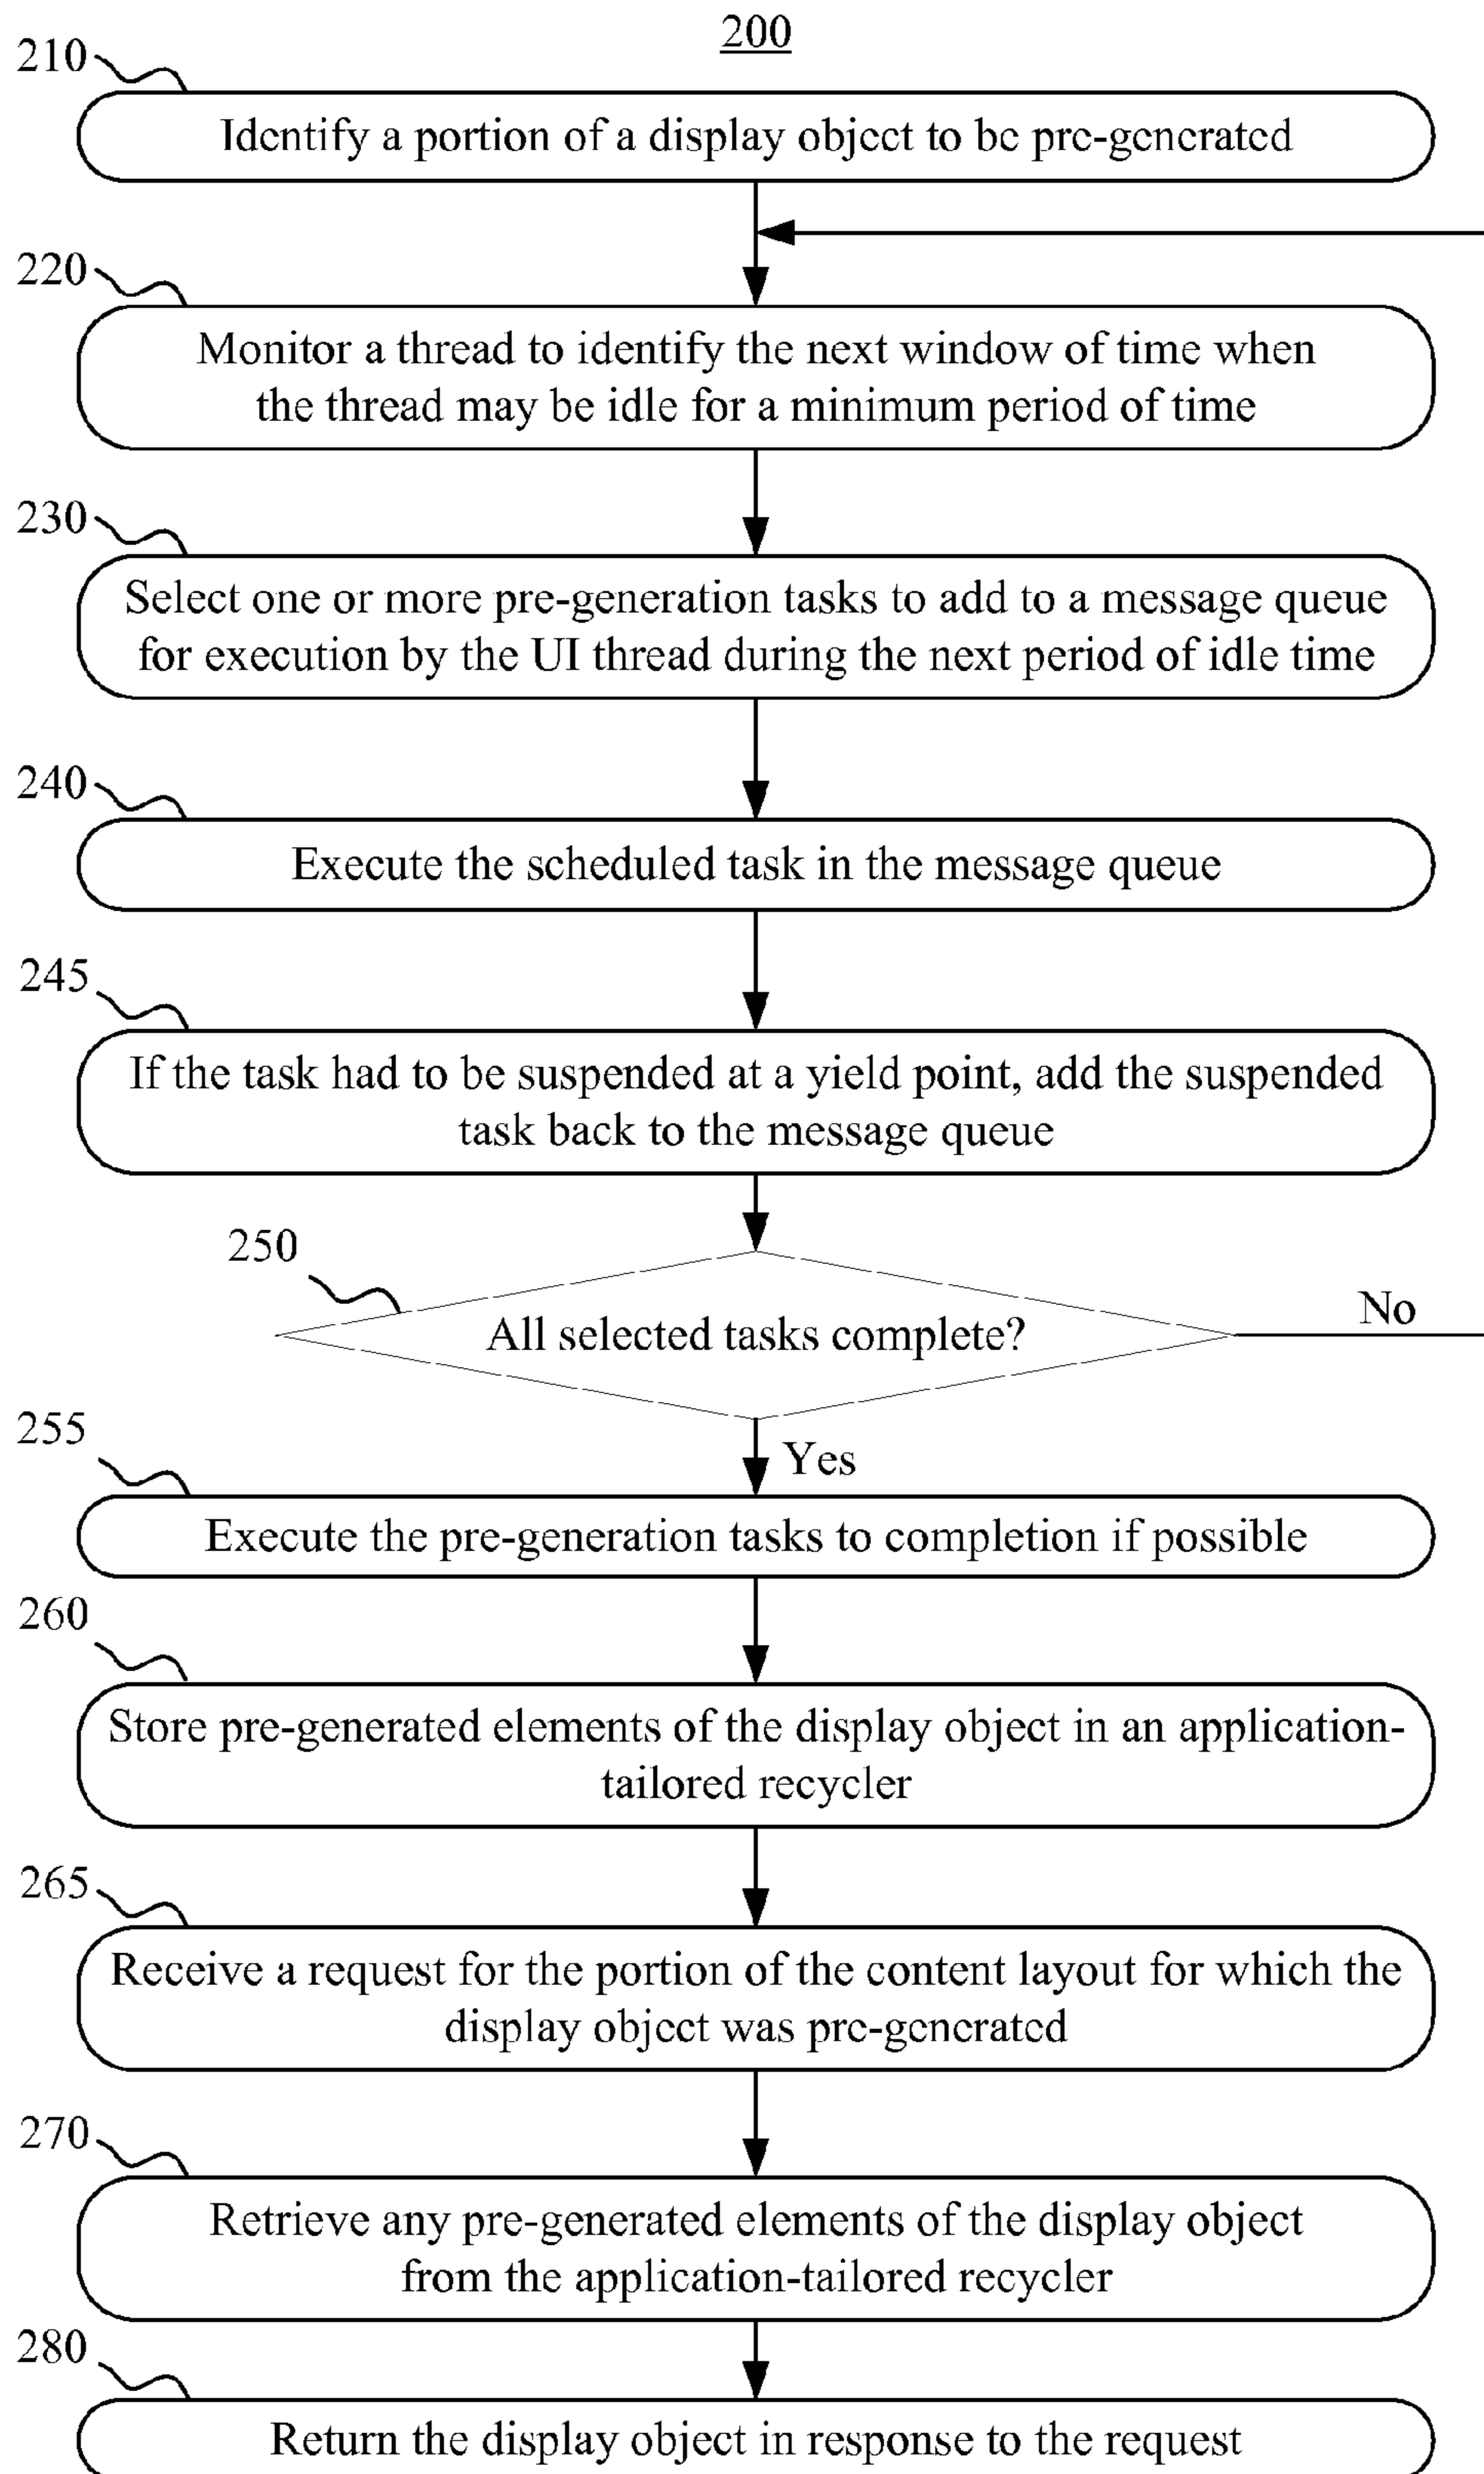 200
210
Identify a portion of a display object to be pre-generated
220
Monitor a thread to identify the next window of time when
the thread may be idle for a minimum period of time
230
Select one or more pre-generation tasks to add to a message queue
for execution by the UI thread during the next period of idle time
240
Execute the scheduled task in the message queue
245
If the task had to be suspended at a yield point, add the suspended
task back to the message queue
250
All selected tasks complete?
No
Yes
255
Execute the pre-generation tasks to completion if possible
260
Store pre-generated elements of the display object in an application-
tailored recycler
265
Receive a request for the portion of the content layout for which the
display object was pre-generated
270
Retrieve any pre-generated elements of the display object
from the application-tailored recycler
280
Return the display object in response to the request